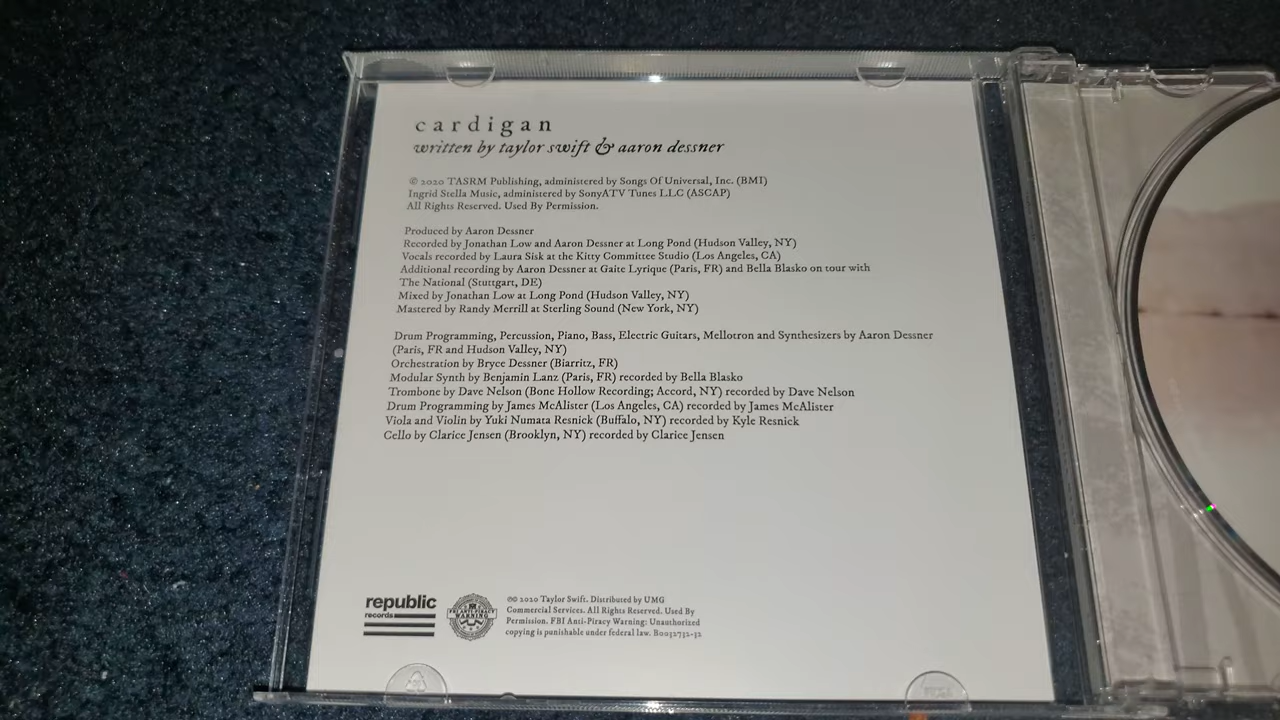 cardigan
written by taylor swift & aaron dessner
© 2020 TASRM Publishing, administered by Songs Of Universal, Inc. (BMI)
Ingrid Stella Music, administered by SonyATV Tunes LLC (ASCAP)
All Rights Reserved. Used By Permission.
Produced by Aaron Dessner
Recorded by Jonathan Low and Aaron Dessner at Long Pond (Hudson Valley, NY)
Vocals recorded by Laura Sisk at the Kitty Committee Studio (Los Angeles, CA)
Additional recording by Aaron Dessner at Gaite Lyrique (Paris, FR) and Bella Blasko on tour with
The National (Stuttgart, DE)
Mixed by Jonathan Low at Long Pond (Hudson Valley, NY)
Mastered by Randy Merrill at Sterling Sound (New York, NY)
Drum Programming, Percussion, Piano, Bass, Electric Guitars, Mellotron and Synthesizers by Aaron Dessner
(Paris, FR and Hudson Valley, NY)
Orchestration by Bryce Dessner (Biarritz, FR)
Modular Synth by Benjamin Lanz (Paris, FR) recorded by Bella Blasko
Trombone by Dave Nelson (Bone Hollow Recording; Accord, NY) recorded by Dave Nelson
Drum Programming by James McAlister (Los Angeles, CA) recorded by James McAlister
Viola and Violin by Yuki Numata Resnick (Buffalo, NY) recorded by Kyle Resnick
Cello by Clarice Jensen (Brooklyn, NY) recorded by Clarice Jensen
republic
records
FBI ANTI-PIRACY
WARNING
℗© 2020 Taylor Swift. Distributed by UMG
Commercial Services. All Rights Reserved. Used By
Permission. FBI Anti-Piracy Warning: Unauthorized
copying is punishable under federal law. B0032732-32